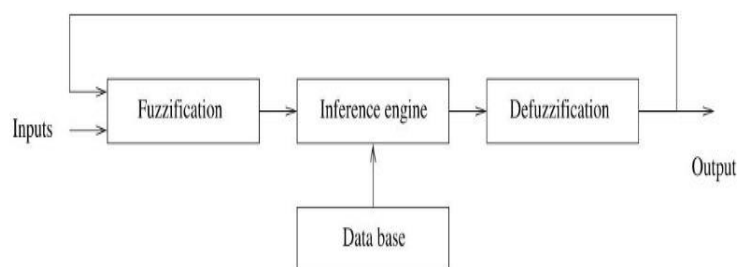 Fuzzification
Inference engine
Defuzzification
Inputs
Output
Data base